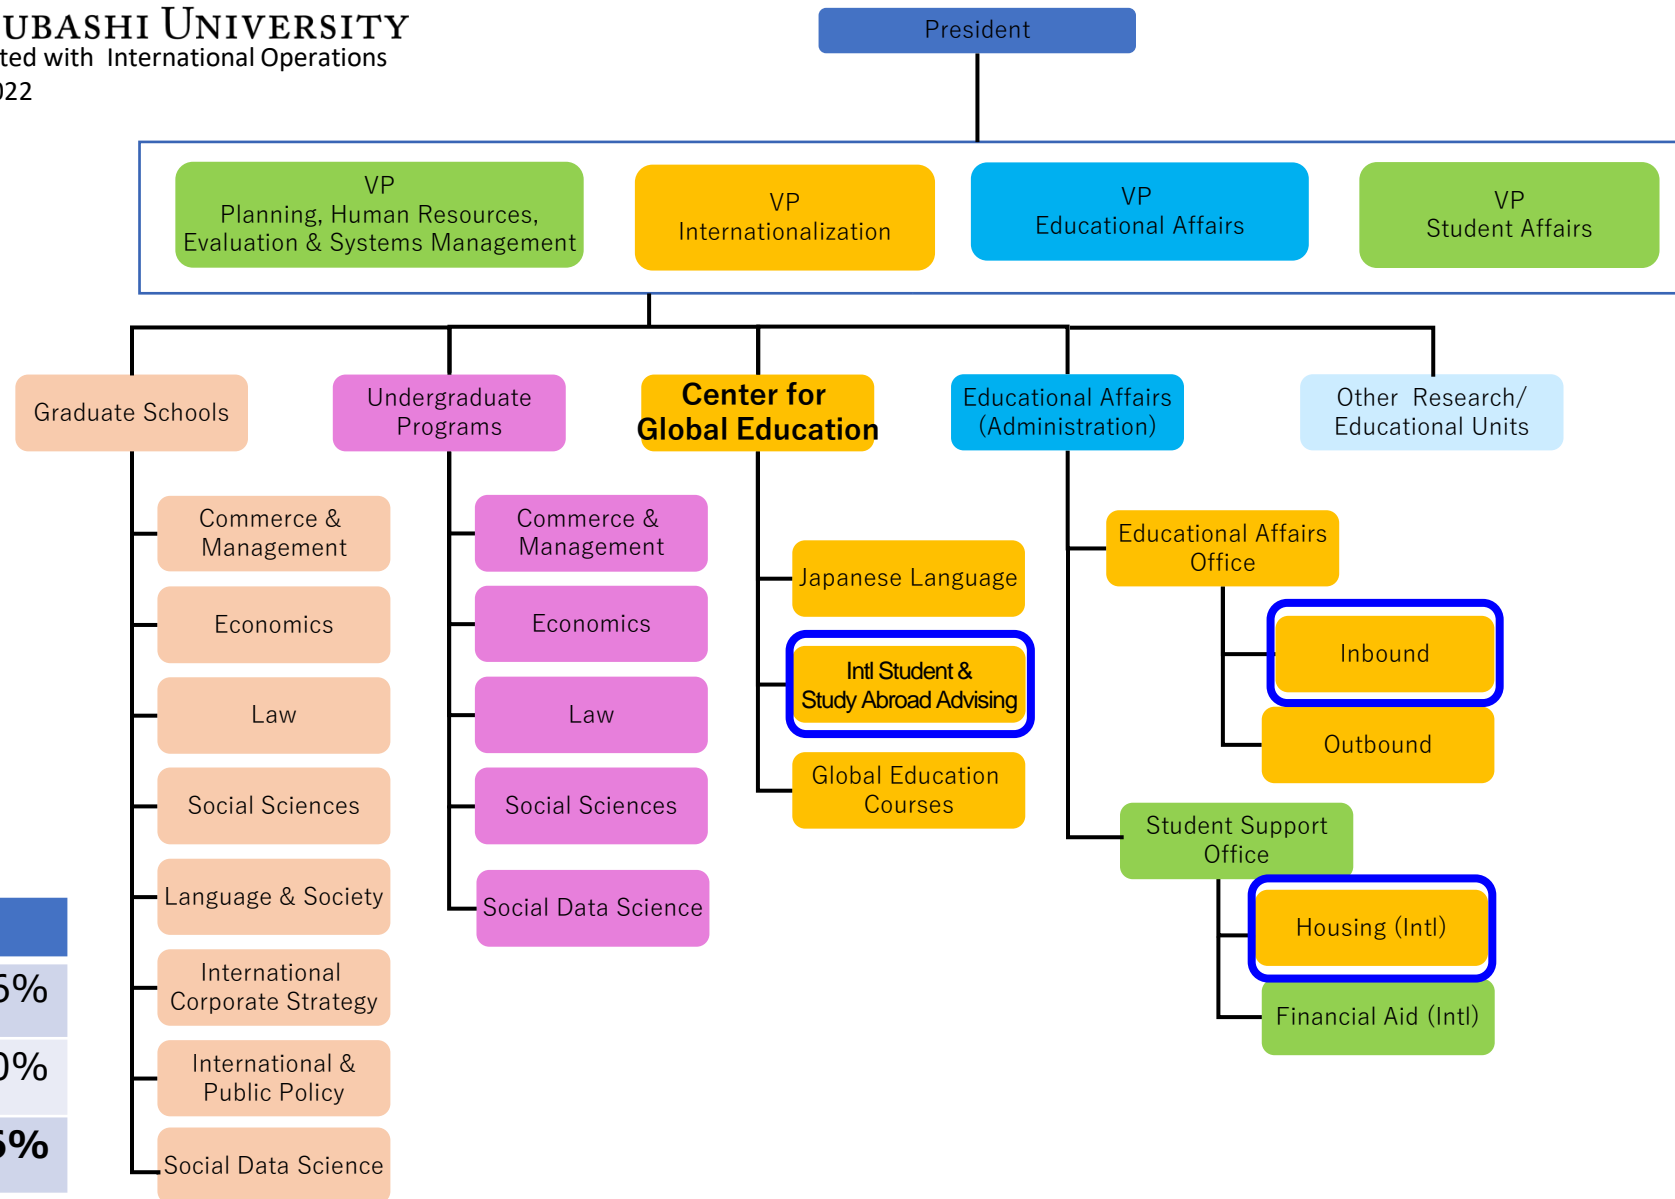 UBASHI UNIVERSITY
ted with International Operations
022
President
VP
Planning, Human Resources,
Evaluation & Systems Management
VP
Internationalization
VP
Educational Affairs
VP
Student Affairs
Graduate Schools
Undergraduate
Programs
Center for
Global Education
Educational Affairs
(Administration)
Other Research/
Educational Units
Commerce &
Management
Economics
Law
Social Sciences
Language & Society
International
Corporate Strategy
International &
Public Policy
Social Data Science
Commerce &
Management
Economics
Law
Social Sciences
Social Data Science
Japanese Language
Intl Student &
Study Abroad Advising
Global Education
Courses
Educational Affairs
Office
Inbound
Outbound
Student Support
Office
Housing (Intl)
Financial Aid (Intl)
%
0%
%